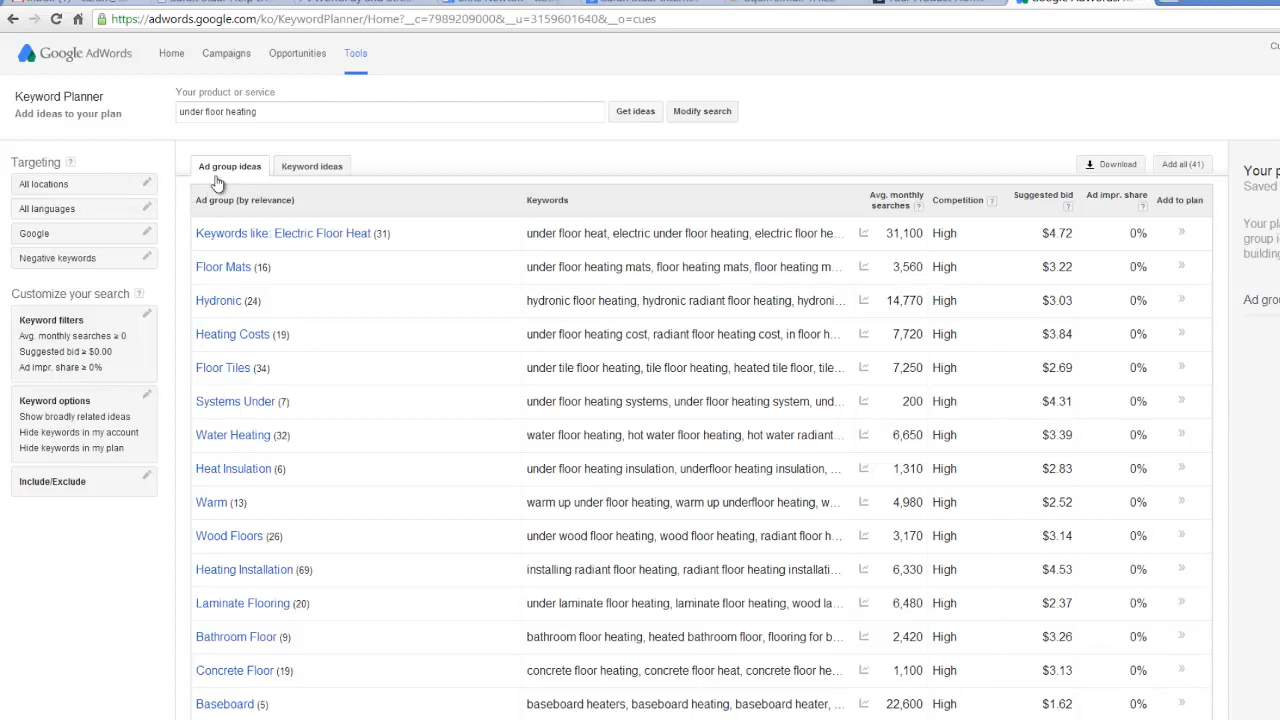 https://adwords.google.com/ko/KeywordPlanner/Home?__c=7989209000&__u=3159601640&__o=cues
Google AdWords Home Campaigns Opportunities Tools
Keyword Planner
Add ideas to your plan
Your product or service
under floor heating Get ideas Modify search
Targeting ?
All locations
All languages
Google
Negative keywords
Customize your search ?
Keyword filters
Avg. monthly searches ≥ 0
Suggested bid ≥ $0.00
Ad impr. share ≥ 0%
Keyword options
Show broadly related ideas
Hide keywords in my account
Hide keywords in my plan
Include/Exclude
Ad group ideas Keyword ideas Download Add all (41)
Ad group (by relevance) Keywords Avg. monthly searches ? Competition ? Suggested bid ? Ad impr. share ? Add to plan
Keywords like: Electric Floor Heat (31) under floor heat, electric under floor heating, electric floor he... 31,100 High $4.72 0% »
Floor Mats (16) under floor heating mats, floor heating mats, floor heating m... 3,560 High $3.22 0% »
Hydronic (24) hydronic floor heating, hydronic radiant floor heating, hydroni... 14,770 High $3.03 0% »
Heating Costs (19) under floor heating cost, radiant floor heating cost, in floor h... 7,720 High $3.84 0% »
Floor Tiles (34) under tile floor heating, tile floor heating, heated tile floor, tile... 7,250 High $2.69 0% »
Systems Under (7) under floor heating systems, under floor heating system, und... 200 High $4.31 0% »
Water Heating (32) water floor heating, hot water floor heating, hot water radiant... 6,650 High $3.39 0% »
Heat Insulation (6) under floor heating insulation, underfloor heating insulation, ... 1,310 High $2.83 0% »
Warm (13) warm up under floor heating, warm up underfloor heating, w... 4,980 High $2.52 0% »
Wood Floors (26) under wood floor heating, wood floor heating, radiant floor h... 3,170 High $3.14 0% »
Heating Installation (69) installing radiant floor heating, radiant floor heating installati... 6,330 High $4.53 0% »
Laminate Flooring (20) under laminate floor heating, laminate floor heating, wood la... 6,480 High $2.37 0% »
Bathroom Floor (9) bathroom floor heating, heated bathroom floor, flooring for b... 2,420 High $3.26 0% »
Concrete Floor (19) concrete floor heating, concrete floor heat, concrete floor he... 1,100 High $3.13 0% »
Baseboard (5) baseboard heaters, baseboard heating, baseboard heater, ... 22,600 High $1.62 0% »
Your p
Saved
Your pl
group i
building
Ad gro